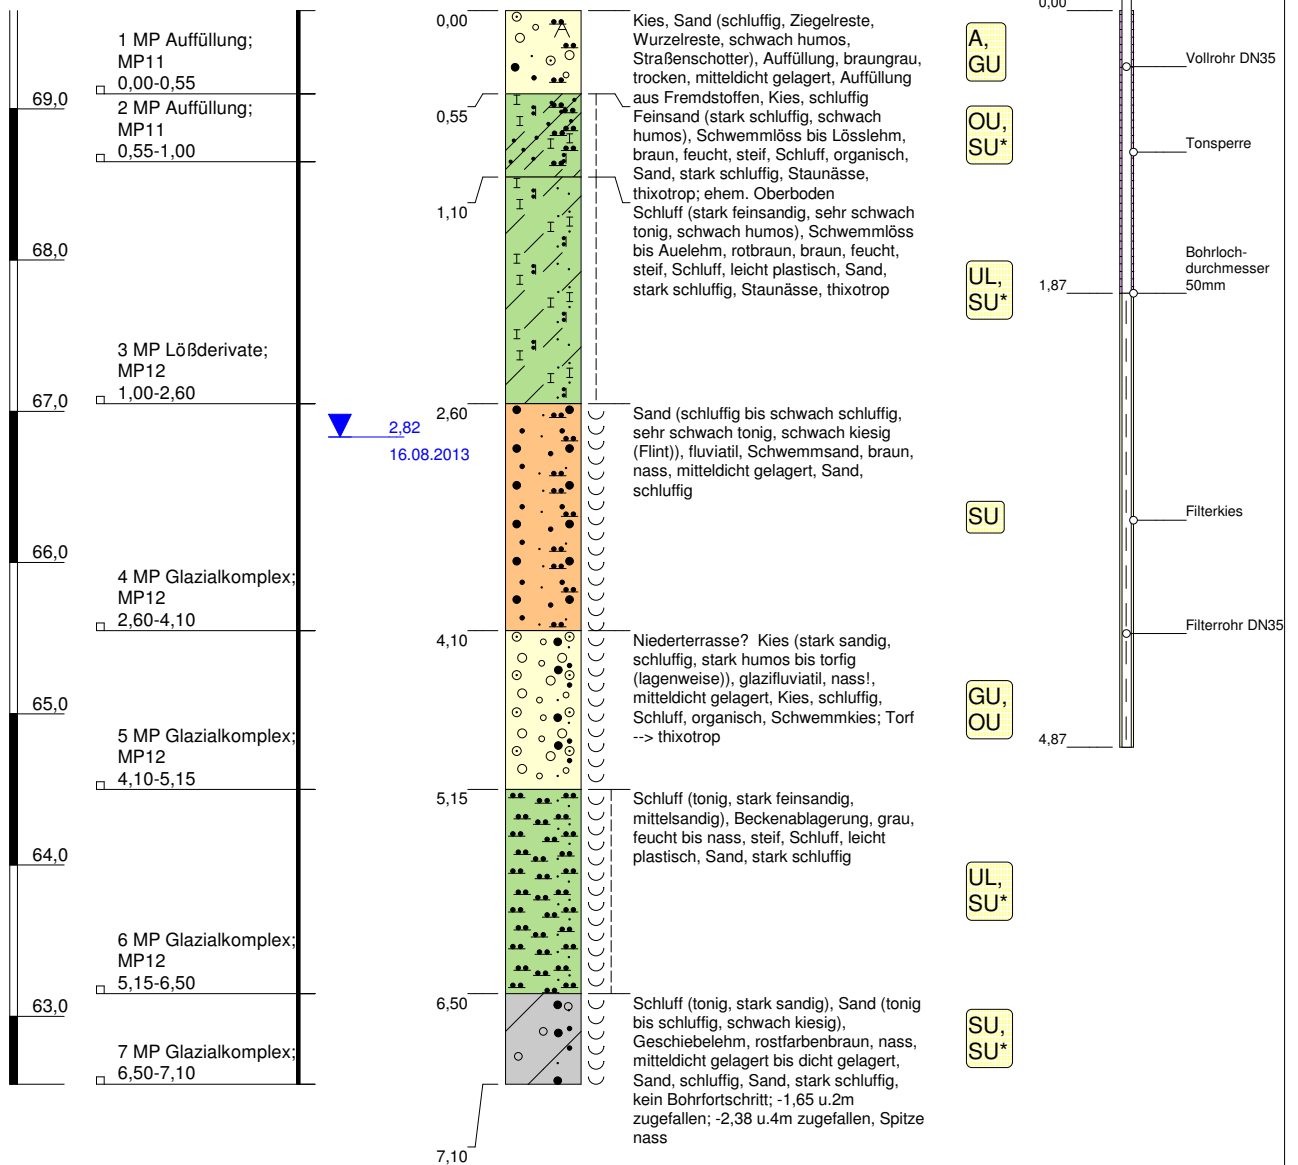 69,0
68,0
67,0
66,0
65,0
64,0
63,0
1 MP Auffüllung;
MP11
0,00-0,55
2 MP Auffüllung;
MP11
0,55-1,00
3 MP Lößderivate;
MP12
1,00-2,60
4 MP Glazialkomplex;
MP12
2,60-4,10
5 MP Glazialkomplex;
MP12
4,10-5,15
6 MP Glazialkomplex;
MP12
5,15-6,50
7 MP Glazialkomplex;
6,50-7,10
2,82
16.08.2013
0,00
0,55
1,10
2,60
4,10
5,15
6,50
7,10
A
Kies, Sand (schluffig, Ziegelreste,
Wurzelreste, schwach humos,
Straßenschotter), Auffüllung, braungrau,
trocken, mitteldicht gelagert, Auffüllung
aus Fremdstoffen, Kies, schluffig
Feinsand (stark schluffig, schwach
humos), Schwemmlöss bis Lösslehm,
braun, feucht, steif, Schluff, organisch,
Sand, stark schluffig, Staunässe,
thixotrop; ehem. Oberboden
Schluff (stark feinsandig, sehr schwach
tonig, schwach humos), Schwemmlöss
bis Auelehm, rotbraun, braun, feucht,
steif, Schluff, leicht plastisch, Sand,
stark schluffig, Staunässe, thixotrop
Sand (schluffig bis schwach schluffig,
sehr schwach tonig, schwach kiesig
(Flint)), fluviatil, Schwemmsand, braun,
nass, mitteldicht gelagert, Sand,
schluffig
Niederterrasse? Kies (stark sandig,
schluffig, stark humos bis torfig
(lagenweise)), glazifluviatil, nass!,
mitteldicht gelagert, Kies, schluffig,
Schluff, organisch, Schwemmkies; Torf
--> thixotrop
Schluff (tonig, stark feinsandig,
mittelsandig), Beckenablagerung, grau,
feucht bis nass, steif, Schluff, leicht
plastisch, Sand, stark schluffig
Schluff (tonig, stark sandig), Sand (tonig
bis schluffig, schwach kiesig),
Geschiebelehm, rostfarbenbraun, nass,
mitteldicht gelagert bis dicht gelagert,
Sand, schluffig, Sand, stark schluffig,
kein Bohrfortschritt; -1,65 u.2m
zugefallen; -2,38 u.4m zugefallen, Spitze
nass
A,
GU
OU,
SU*
UL,
SU*
SU
GU,
OU
UL,
SU*
SU,
SU*
0,00
1,87
4,87
Vollrohr DN35
Tonsperre
Bohrloch-
durchmesser
50mm
Filterkies
Filterrohr DN35